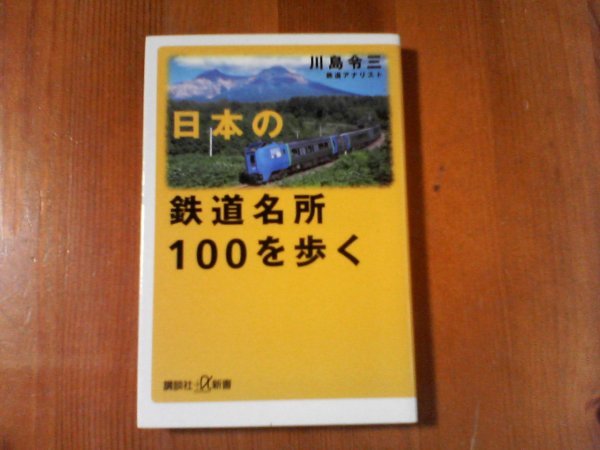 川島令三
鉄道アナリスト
日本の
鉄道名所
100を歩く
講談社+α新書